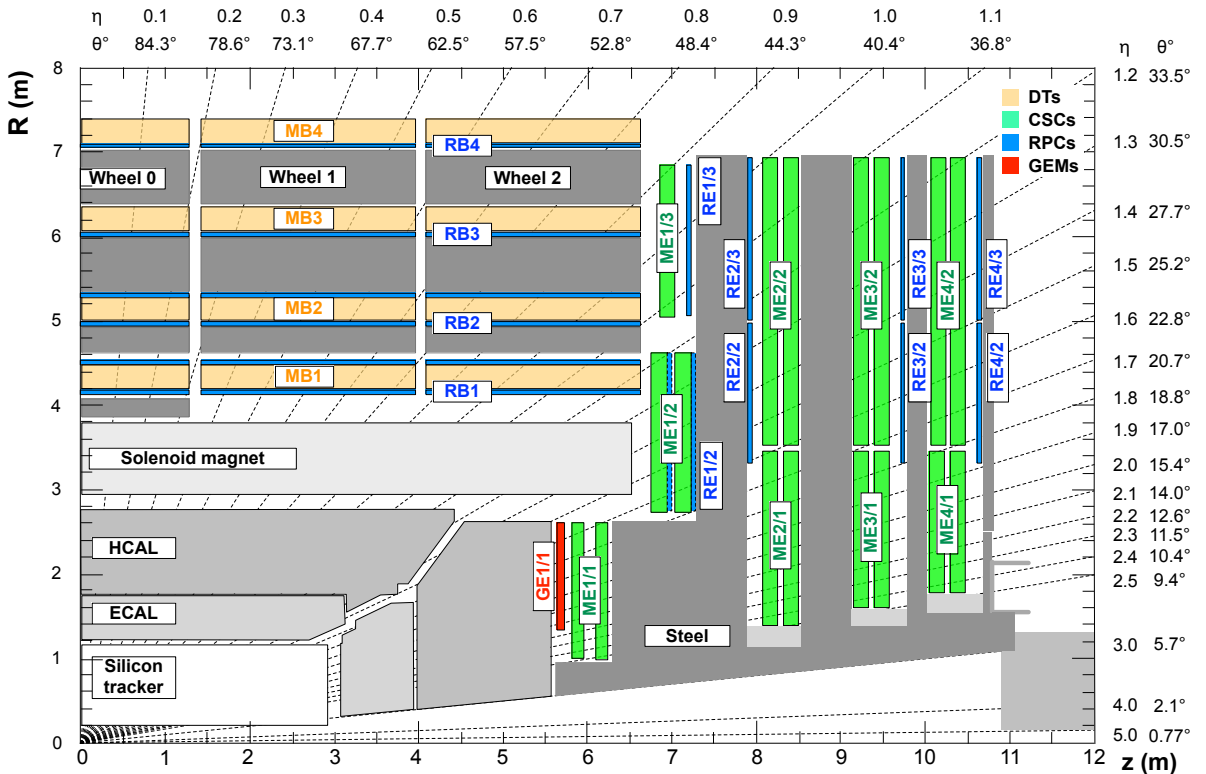 η 0.1 0.2 0.3 0.4 0.5 0.6 0.7 0.8 0.9 1.0 1.1
θ° 84.3° 78.6° 73.1° 67.7° 62.5° 57.5° 52.8° 48.4° 44.3° 40.4° 36.8° η θ°
R (m)
8
7
6
5
4
3
2
1
0
1.2 33.5°
1.3 30.5°
1.4 27.7°
1.5 25.2°
1.6 22.8°
1.7 20.7°
1.8 18.8°
1.9 17.0°
2.0 15.4°
2.1 14.0°
2.2 12.6°
2.3 11.5°
2.4 10.4°
2.5 9.4°
3.0 5.7°
4.0 2.1°
5.0 0.77°
DTs
CSCs
RPCs
GEMs
MB4
RB4
Wheel 0
Wheel 1
Wheel 2
MB3
RB3
MB2
RB2
MB1
RB1
Solenoid magnet
HCAL
ECAL
Silicon
tracker
Steel
GE1/1
ME1/1
ME1/2
ME1/3
RE1/2
RE1/3
RE2/2
RE2/3
ME2/1
ME2/2
ME3/1
ME3/2
RE3/2
RE3/3
ME4/1
ME4/2
RE4/2
RE4/3
0 1 2 3 4 5 6 7 8 9 10 11 12
z (m)